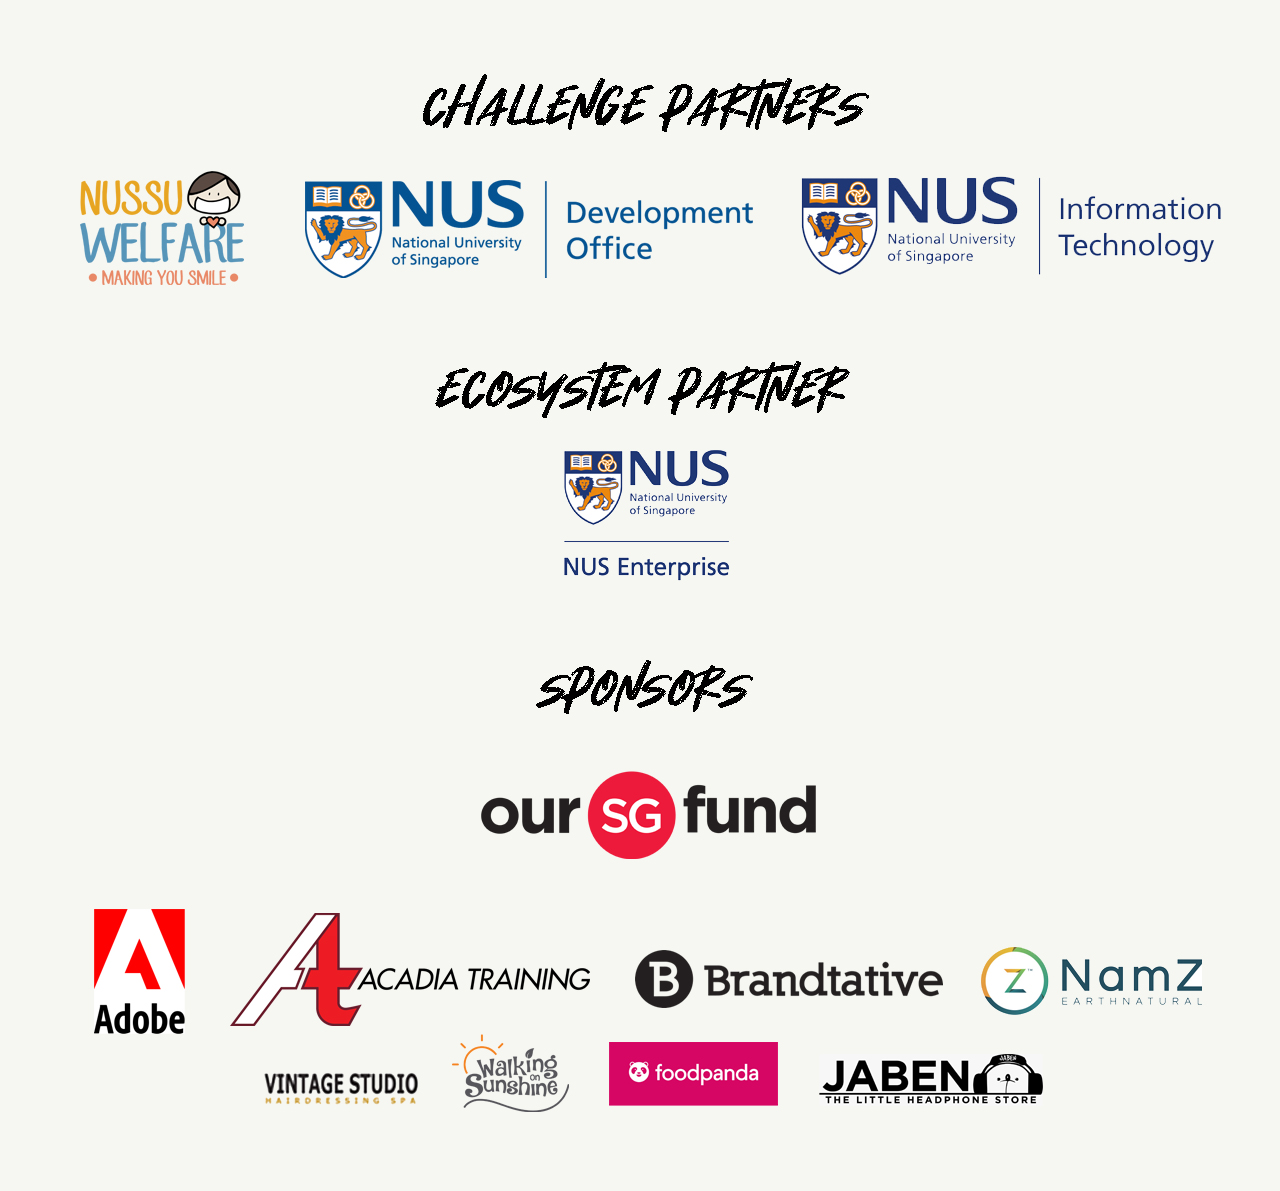 CHALLENGE PARTNERS
NUSSU
WELFARE
• MAKING YOU SMILE •
NUS
National University
of Singapore
Development
Office
NUS
National University
of Singapore
Information
Technology
ECOSYSTEM PARTNER
NUS
National University
of Singapore
NUS Enterprise
SPONSORS
our SG fund
Adobe
ACADIA TRAINING
B Brandtative
Z™ NamZ
EARTHNATURAL
VINTAGE STUDIO
HAIRDRESSING SPA
Walking
on
Sunshine
foodpanda
JABEN
JABEN
THE LITTLE HEADPHONE STORE